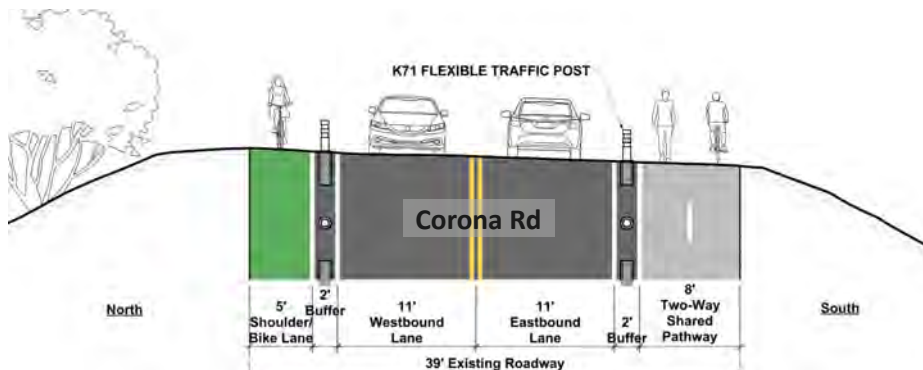 K71 FLEXIBLE TRAFFIC POST
Corona Rd
North
5'
Shoulder/
Bike Lane
2'
Buffer
11'
Westbound
Lane
11'
Eastbound
Lane
2'
Buffer
8'
Two-Way
Shared
Pathway
South
39' Existing Roadway